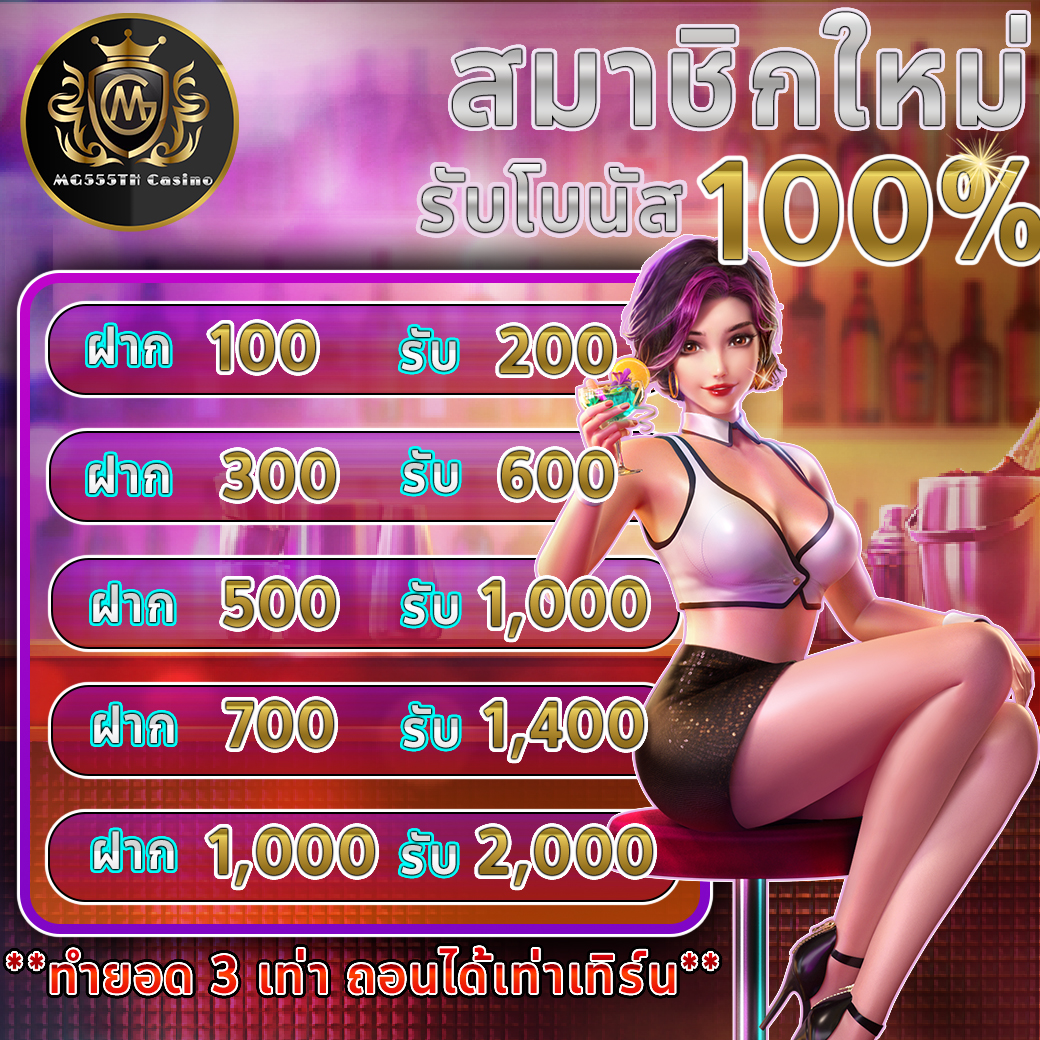 MG
MG555TH Casino
สมาชิกใหม่
รับโบนัส 100%
ฝาก 100 รับ 200
ฝาก 300 รับ 600
ฝาก 500 รับ 1,000
ฝาก 700 รับ 1,400
ฝาก 1,000 รับ 2,000
**ทำยอด 3 เท่า ถอนได้เท่าเทิร์น**